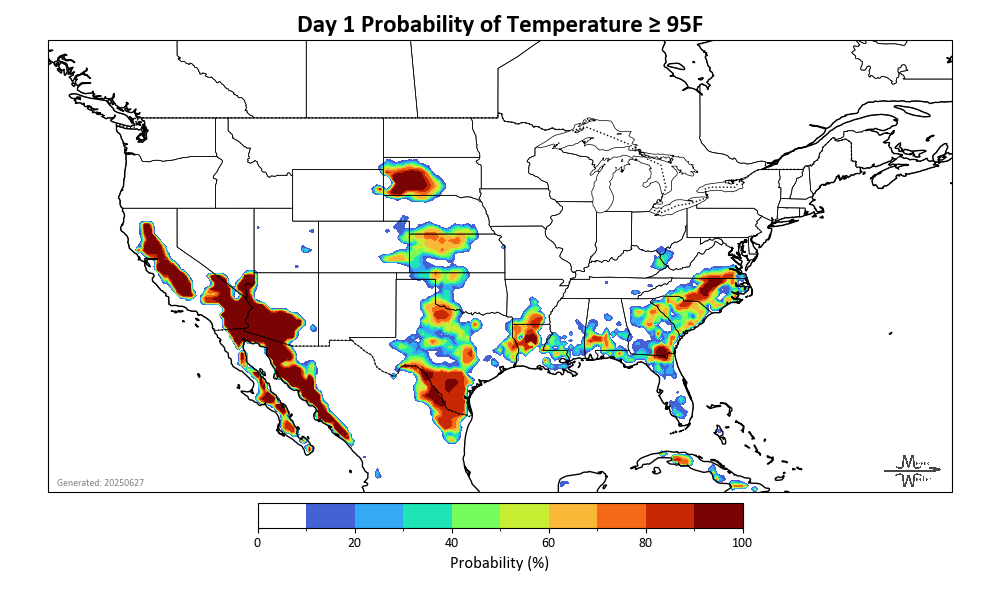 Day 1 Probability of Temperature ≥ 95F
Generated: 20250627
0 20 40 60 80 100
Probability (%)